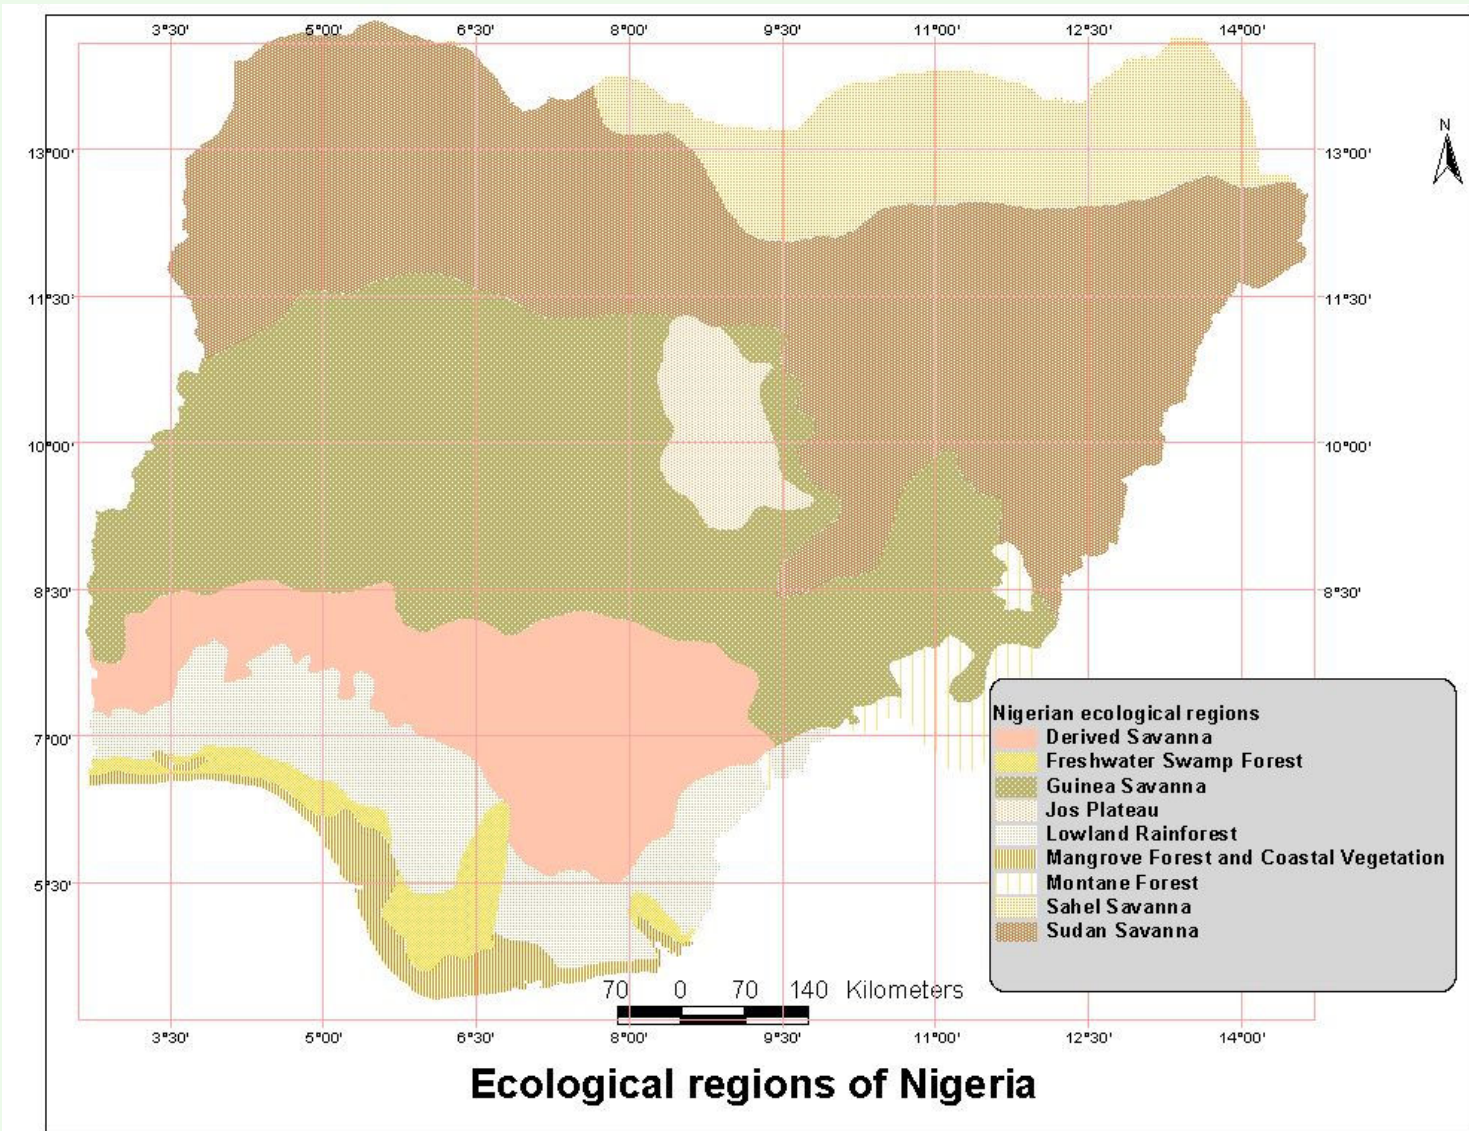 3°30' 5°00' 6°30' 8°00' 9°30' 11°00' 12°30' 14°00'
N
13°00' 13°00'
11°30' 11°30'
10°00' 10°00'
8°30' 8°30'
Nigerian ecological regions
7°00' Derived Savanna
Freshwater Swamp Forest
Guinea Savanna
Jos Plateau
Lowland Rainforest
Mangrove Forest and Coastal Vegetation
5°30' Montane Forest
Sahel Savanna
Sudan Savanna
70 0 70 140 Kilometers
3°30' 5°00' 6°30' 8°00' 9°30' 11°00' 12°30' 14°00'
Ecological regions of Nigeria